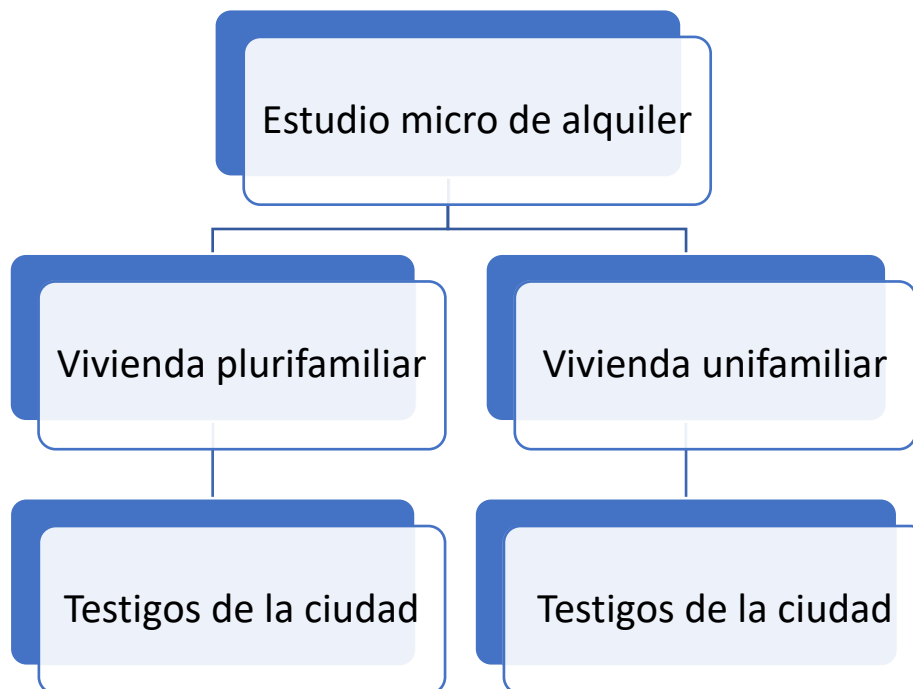 Estudio micro de alquiler
Vivienda plurifamiliar
Vivienda unifamiliar
Testigos de la ciudad
Testigos de la ciudad